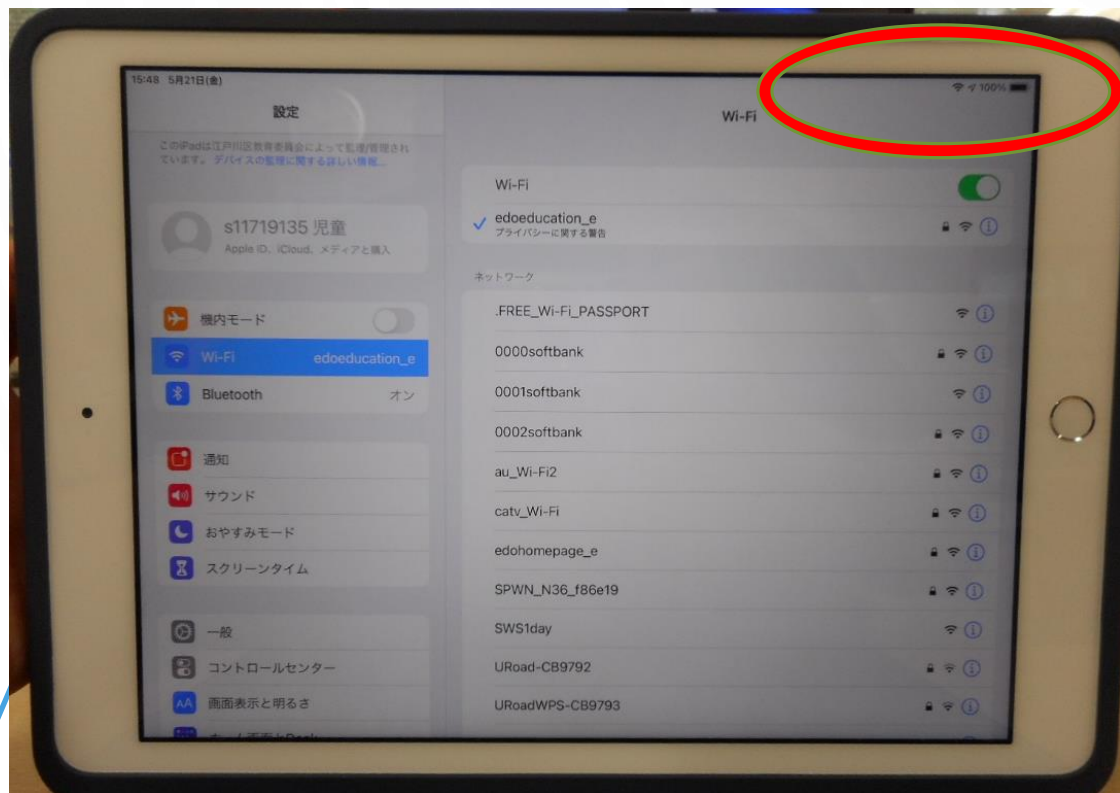 15:48 5月21日(金)
100%
設定
Wi-Fi
このiPadは江戸川区教育委員会によって監理/管理され
ています。デバイスの監理に関する詳しい情報...
s11719135 児童
Apple ID、iCloud、メディアと購入
機内モード
Wi-Fi edoeducation_e
Bluetooth オン
通知
サウンド
おやすみモード
スクリーンタイム
一般
コントロールセンター
AA 画面表示と明るさ
Wi-Fi
edoeducation_e
プライバシーに関する警告
ネットワーク
.FREE_Wi-Fi_PASSPORT
0000softbank
0001softbank
0002softbank
au_Wi-Fi2
catv_Wi-Fi
edohomepage_e
SPWN_N36_f86e19
SWS1day
URoad-CB9792
URoadWPS-CB9793